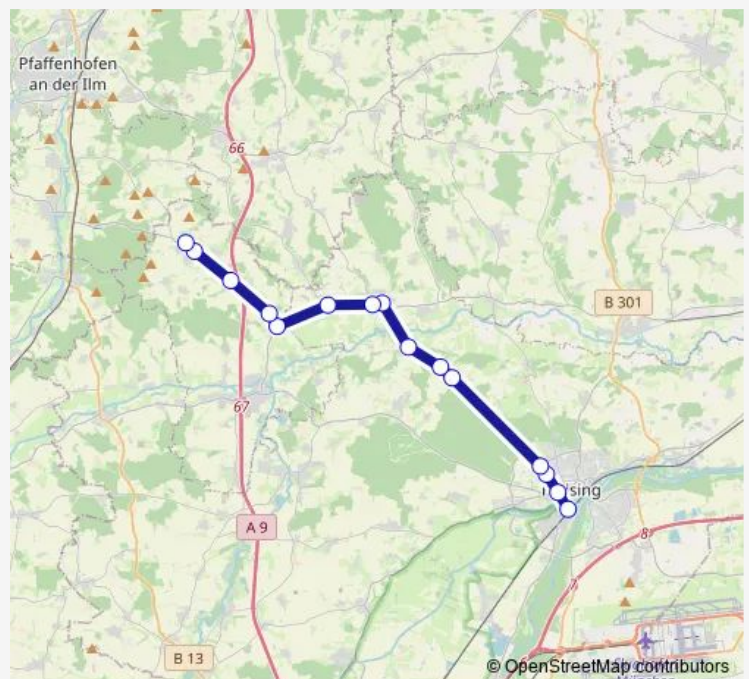 Pfaffenhofen
an der Ilm
66
B 301
67
A 9
8
7
B 13
© OpenStreetMap contributors